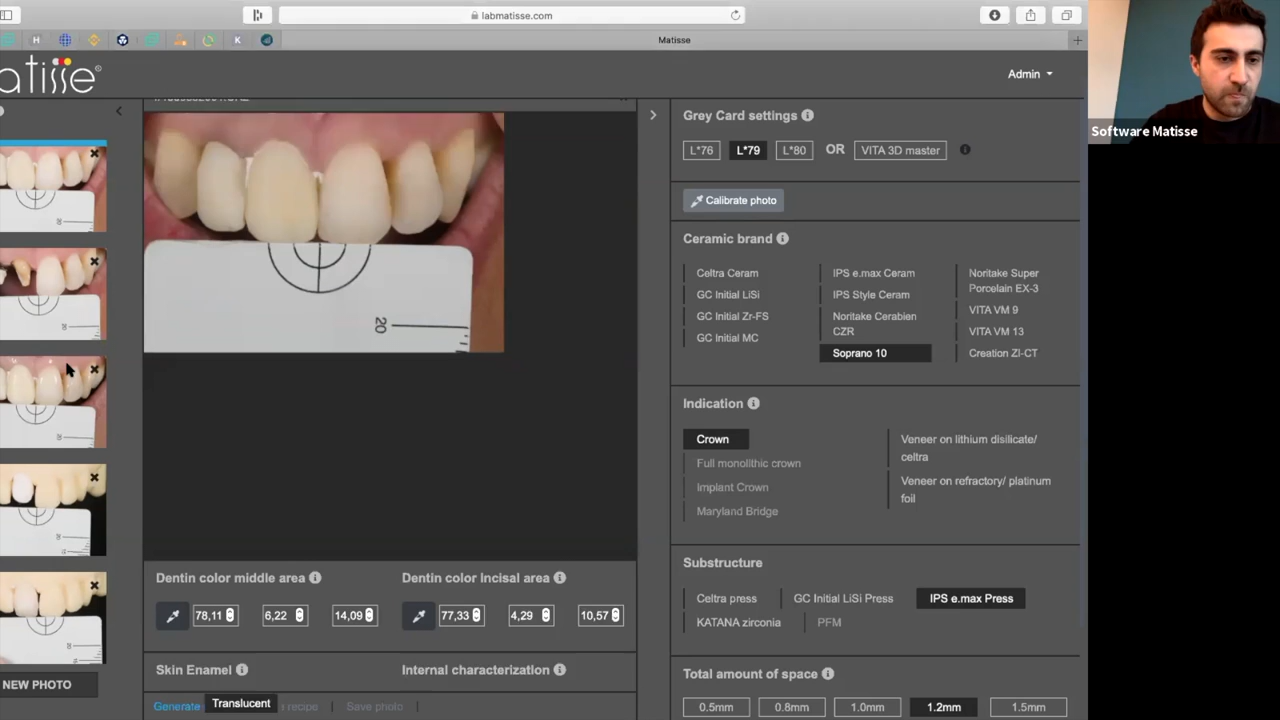 labmatisse.com
H
K
Matisse
atisse
Admin
Software Matisse
Grey Card settings
L*76
L*79
L*80
OR
VITA 3D master
Calibrate photo
Ceramic brand
Celtra Ceram
GC Initial LiSi
GC Initial Zr-FS
GC Initial MC
IPS e.max Ceram
IPS Style Ceram
Noritake Cerabien
CZR
Soprano 10
Noritake Super
Porcelain EX-3
VITA VM 9
VITA VM 13
Creation ZI-CT
20
Indication
Crown
Full monolithic crown
Implant Crown
Maryland Bridge
Veneer on lithium disilicate/
celtra
Veneer on refractory/ platinum
foil
Substructure
Celtra press
GC Initial LiSi Press
IPS e.max Press
KATANA zirconia
PFM
Total amount of space
0.5mm
0.8mm
1.0mm
1.2mm
1.5mm
Dentin color middle area
78,11
6,22
14,09
Dentin color Incisal area
77,33
4,29
10,57
Skin Enamel
Internal characterization
Generate
Translucent
recipe
Save photo
NEW PHOTO